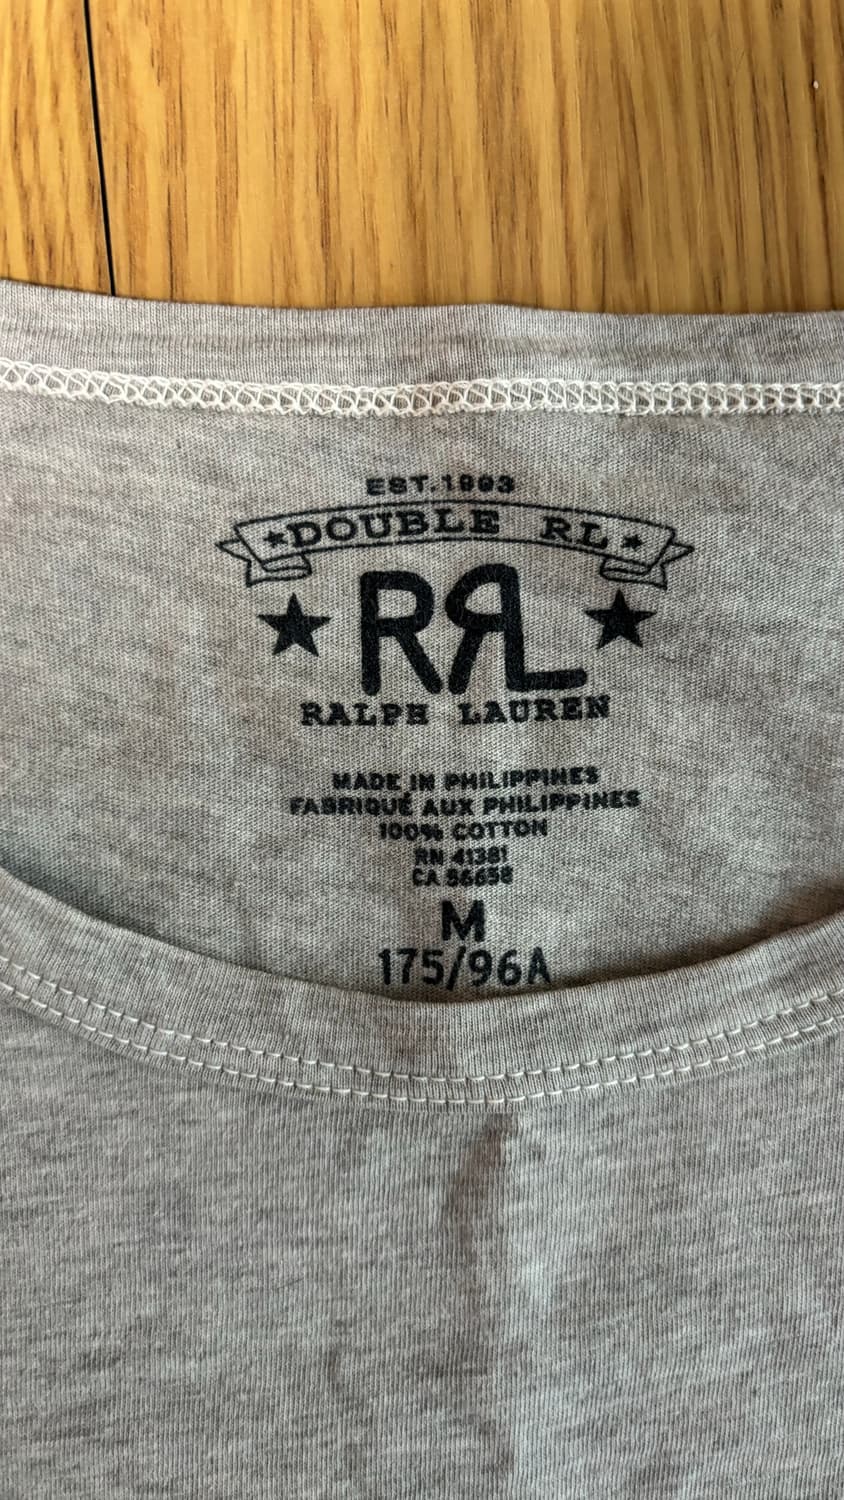 EST.1993
★DOUBLE RL★
RRL
RALPH LAUREN
MADE IN PHILIPPINES
FABRIQUÉ AUX PHILIPPINES
100% COTTON
RN 41381
CA 56658
M
175/96A